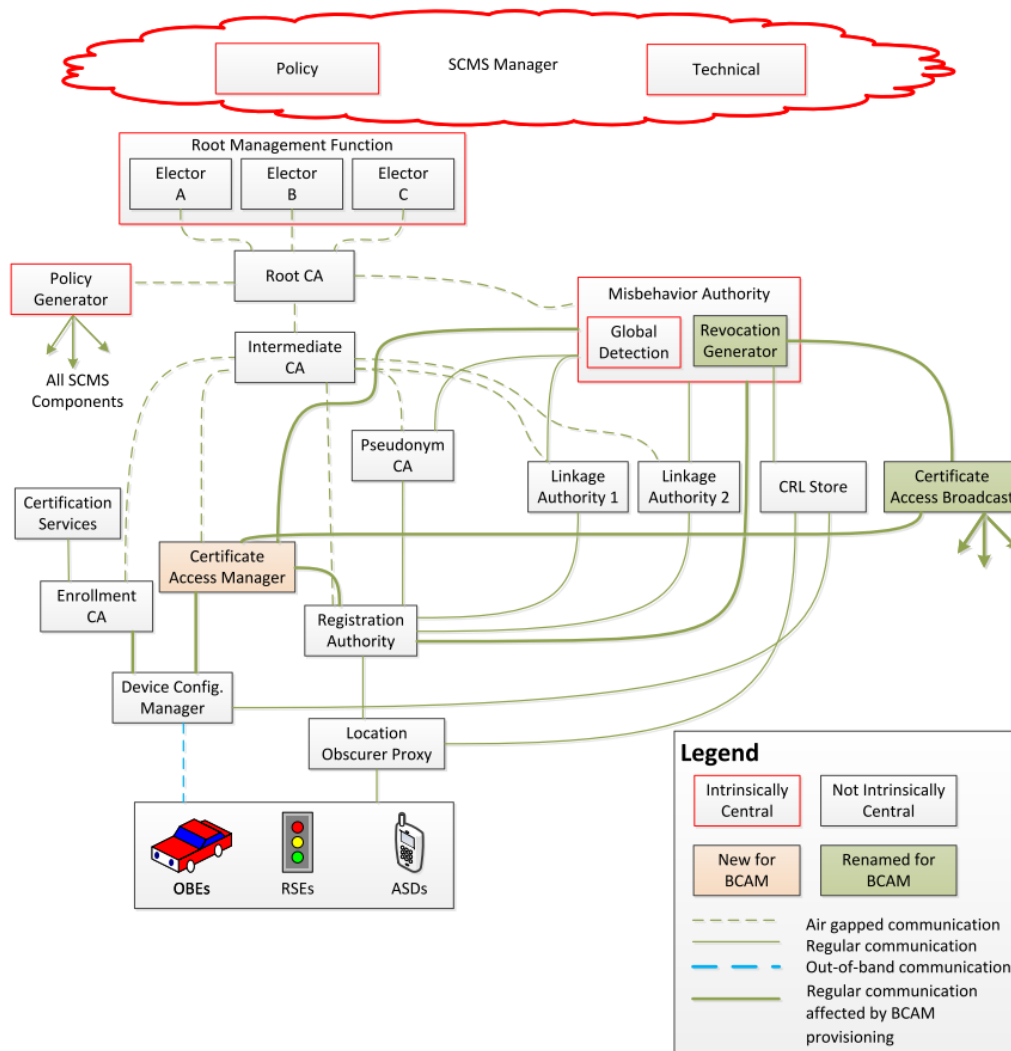 SCMS Manager
Policy
Technical
Root Management Function
Elector
A
Elector
B
Elector
C
Root CA
Policy
Generator
All SCMS
Components
Misbehavior Authority
Global
Detection
Revocation
Generator
Intermediate
CA
Pseudonym
CA
Linkage
Authority 1
Linkage
Authority 2
CRL Store
Certificate
Access Broadcast
Certification
Services
Certificate
Access Manager
Enrollment
CA
Registration
Authority
Device Config.
Manager
Location
Obscurer Proxy
OBEs
RSEs
ASDs
Legend
Intrinsically
Central
Not Intrinsically
Central
New for
BCAM
Renamed for
BCAM
Air gapped communication
Regular communication
Out-of-band communication
Regular communication
affected by BCAM
provisioning